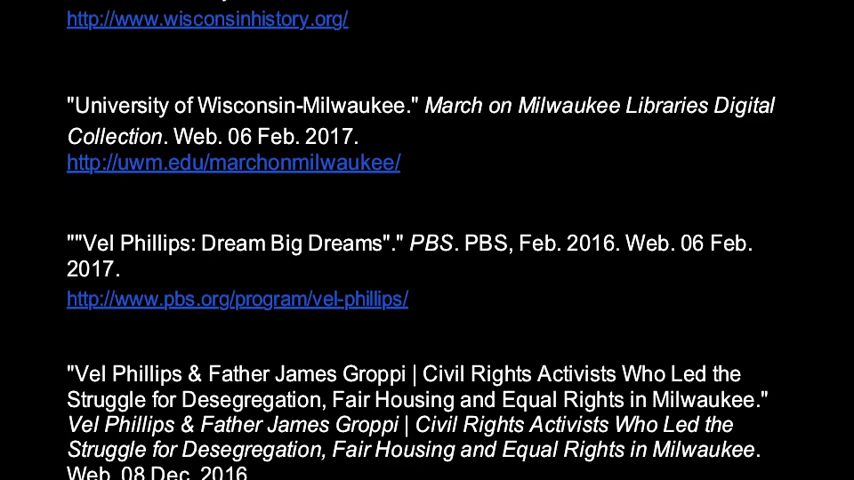 http://www.wisconsinhistory.org/
"University of Wisconsin-Milwaukee." March on Milwaukee Libraries Digital
Collection. Web. 06 Feb. 2017.
http://uwm.edu/marchonmilwaukee/
""Vel Phillips: Dream Big Dreams"." PBS. PBS, Feb. 2016. Web. 06 Feb.
2017.
http://www.pbs.org/program/vel-phillips/
"Vel Phillips & Father James Groppi | Civil Rights Activists Who Led the
Struggle for Desegregation, Fair Housing and Equal Rights in Milwaukee."
Vel Phillips & Father James Groppi | Civil Rights Activists Who Led the
Struggle for Desegregation, Fair Housing and Equal Rights in Milwaukee.
Web. 08 Dec. 2016